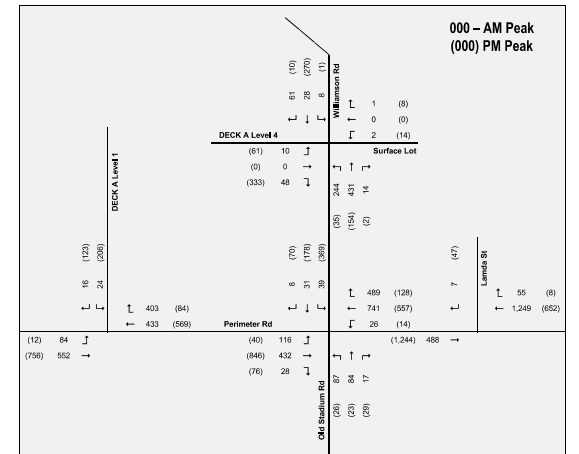 000 – AM Peak
(000) PM Peak
(10) (270) (1)
61 28 8
Williamson Rd
1 (8)
0 (0)
2 (14)
DECK A Level 4
Surface Lot
(61) 10
(0) 0
(333) 48
244 431 14
(35) (154) (2)
DECK A Level 1
(123) (206)
16 24
403 (84)
433 (569)
(70) (178) (369)
8 31 39
489 (128)
741 (557)
26 (14)
(47)
7
Lamda St
55 (8)
1,249 (652)
Perimeter Rd
(12) 84
(756) 552
(40) 116
(846) 432
(76) 28
(1,244) 488
87 84 17
(26) (23) (29)
Old Stadium Rd